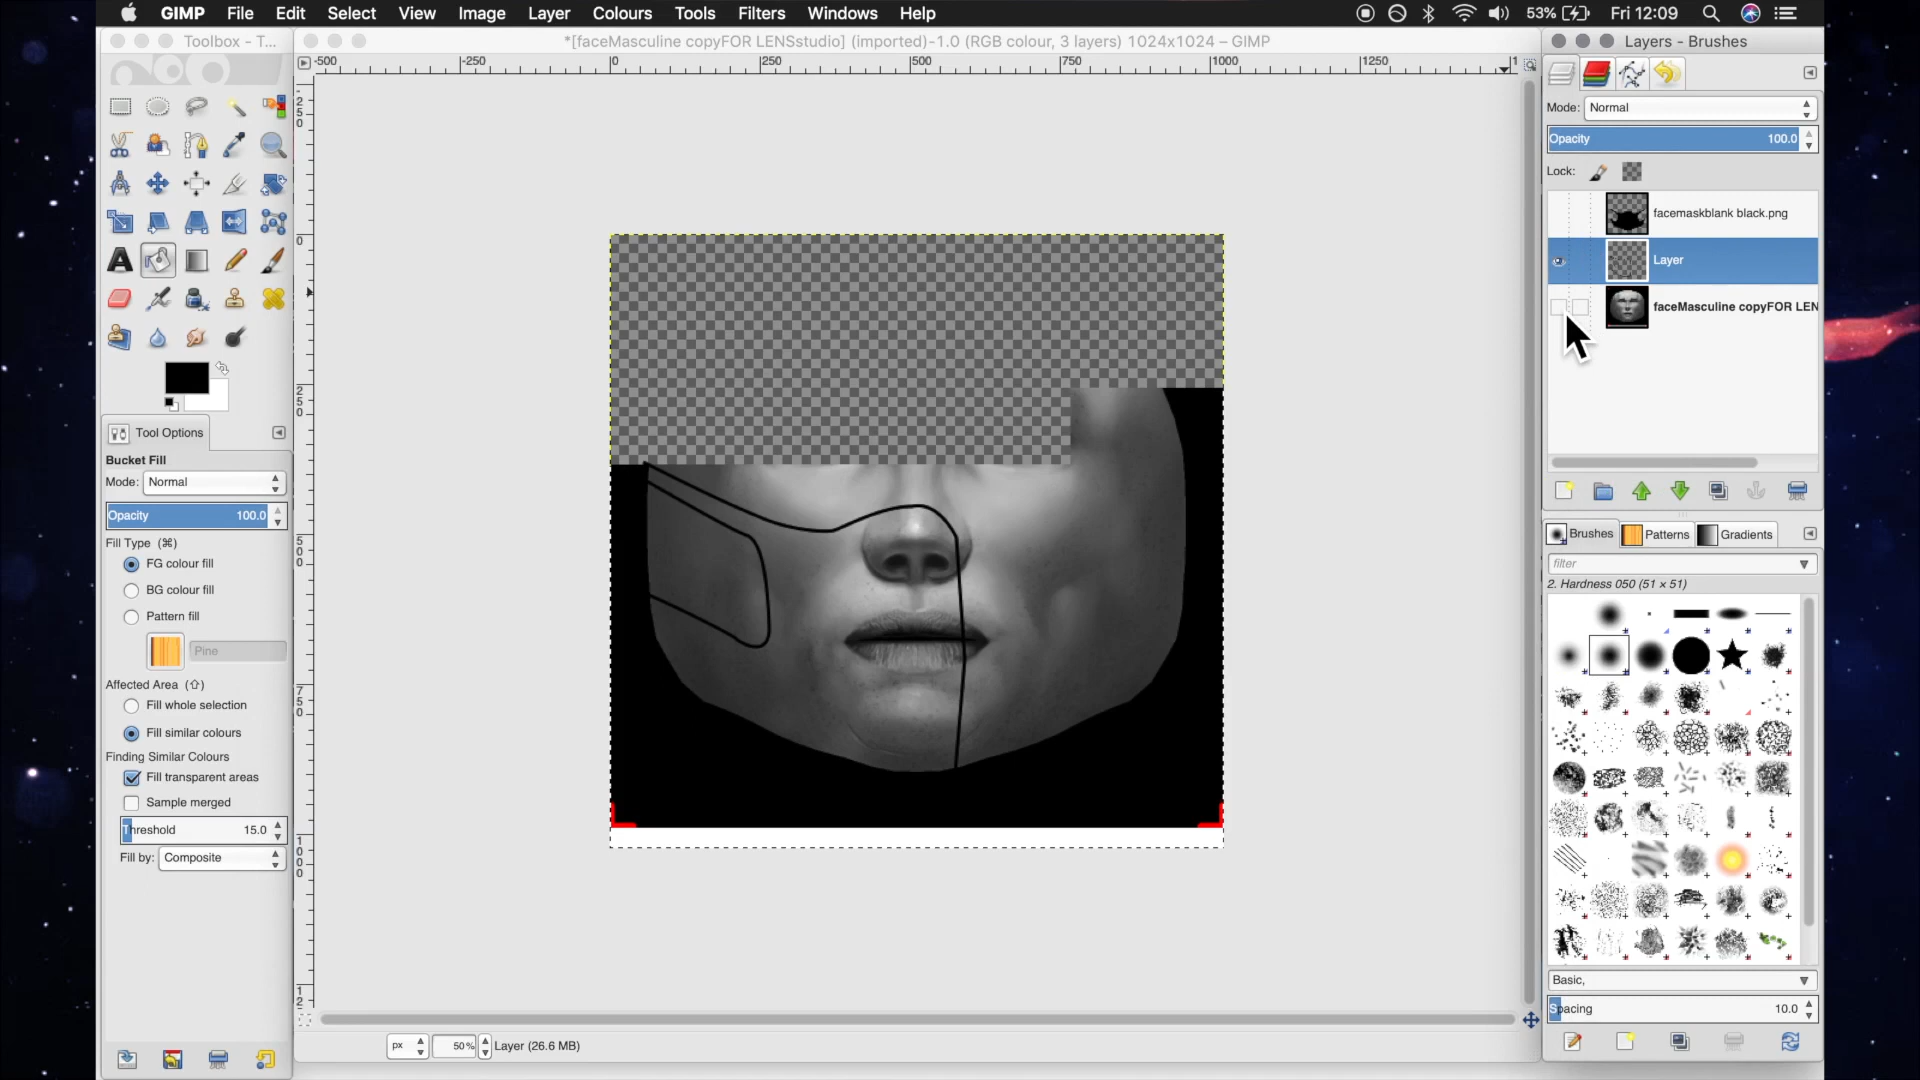 GIMP File Edit Select View Image Layer Colours Tools Filters Windows Help 53% Fri 12:09
Toolbox - T...
*[faceMasculine copyFOR LENSstudio] (imported)-1.0 (RGB colour, 3 layers) 1024x1024 – GIMP
Layers - Brushes
-500 -250 0 250 500 750 1000 1250
Mode: Normal
Opacity 100.0
Lock:
facemaskblank black.png
Layer
faceMasculine copyFOR LEN
Tool Options
Bucket Fill
Mode: Normal
Opacity 100.0
Fill Type (⌘)
FG colour fill
BG colour fill
Pattern fill
Pine
Affected Area (⇧)
Fill whole selection
Fill similar colours
Finding Similar Colours
Fill transparent areas
Sample merged
Threshold 15.0
Fill by: Composite
Brushes Patterns Gradients
filter
2. Hardness 050 (51 × 51)
Basic,
Spacing 10.0
px 50% Layer (26.6 MB)